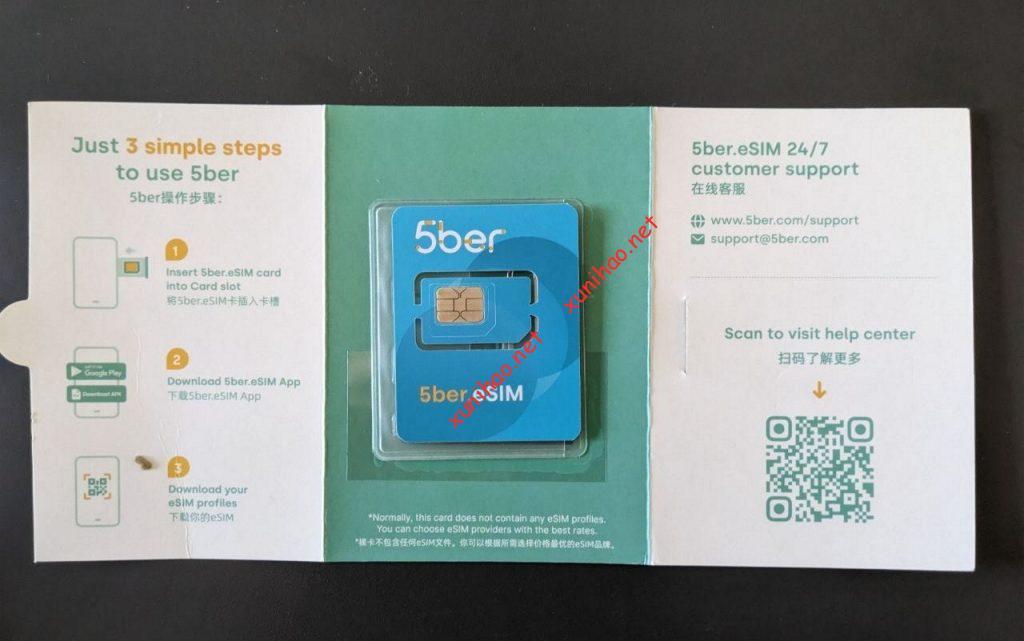 Just 3 simple steps
to use 5ber
5ber操作步骤：
1
Insert 5ber.eSIM card
into Card slot
将5ber.eSIM卡插入卡槽
Google Play
Download APK
2
Download 5ber.eSIM App
下载5ber.eSIM App
3
Download your
eSIM profiles
下载你的eSIM
5ber
5ber.eSIM
xunihao.net
xunihao.net
*Normally, this card does not contain any eSIM profiles.
You can choose eSIM providers with the best rates.
*裸卡不包含任何eSIM文件。你可以根据所需选择价格最优的eSIM品牌。
5ber.eSIM 24/7
customer support
在线客服
www.5ber.com/support
support@5ber.com
Scan to visit help center
扫码了解更多